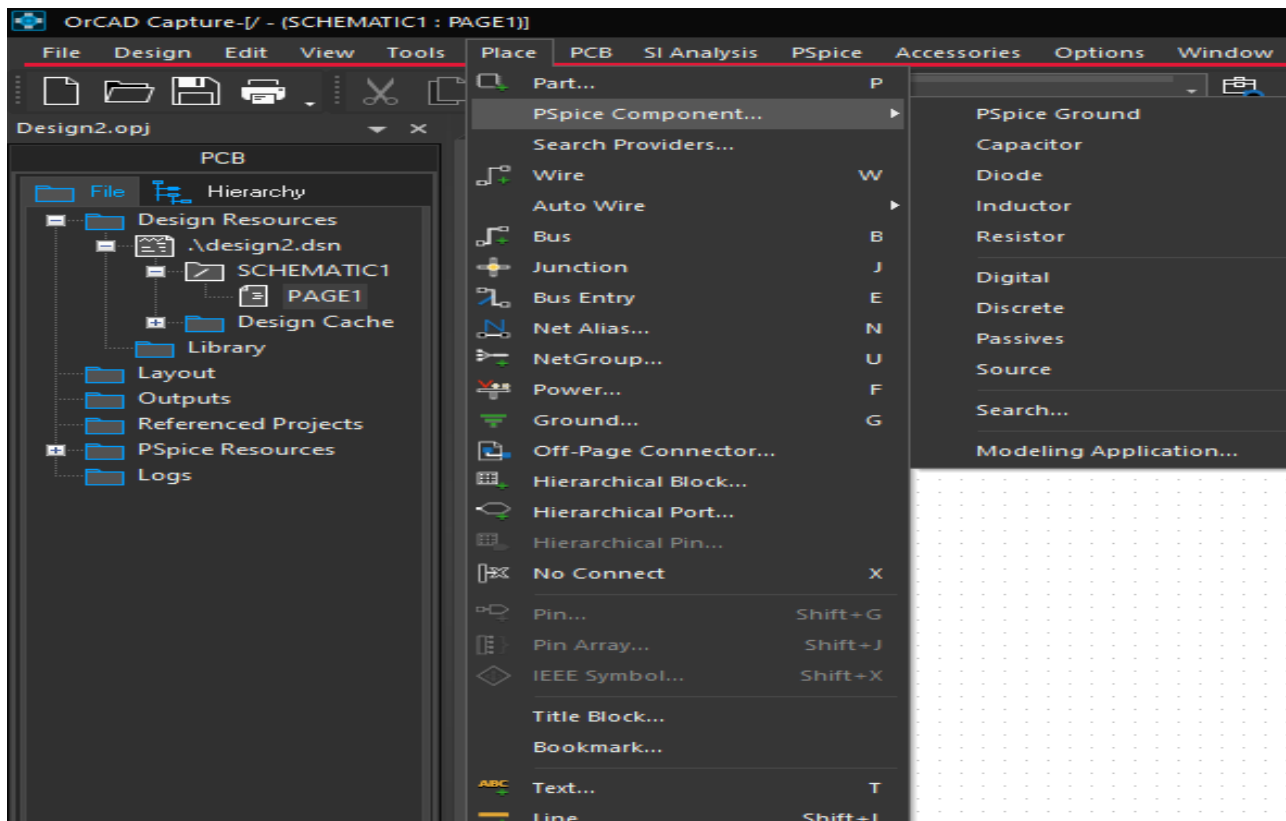 OrCAD Capture-[/ - (SCHEMATIC1 : PAGE1)]
File Design Edit View Tools Place PCB SI Analysis PSpice Accessories Options Window
Design2.opj
PCB
File Hierarchy
Design Resources
.\design2.dsn
SCHEMATIC1
PAGE1
Design Cache
Library
Layout
Outputs
Referenced Projects
PSpice Resources
Logs
Part... P
PSpice Component...
Search Providers...
Wire W
Auto Wire
Bus B
Junction J
Bus Entry E
Net Alias... N
NetGroup... U
Power... F
Ground... G
Off-Page Connector...
Hierarchical Block...
Hierarchical Port...
Hierarchical Pin...
No Connect X
Pin... Shift+G
Pin Array... Shift+J
IEEE Symbol... Shift+X
Title Block...
Bookmark...
ABC Text... T
Line Shift+L
PSpice Ground
Capacitor
Diode
Inductor
Resistor
Digital
Discrete
Passives
Source
Search...
Modeling Application...